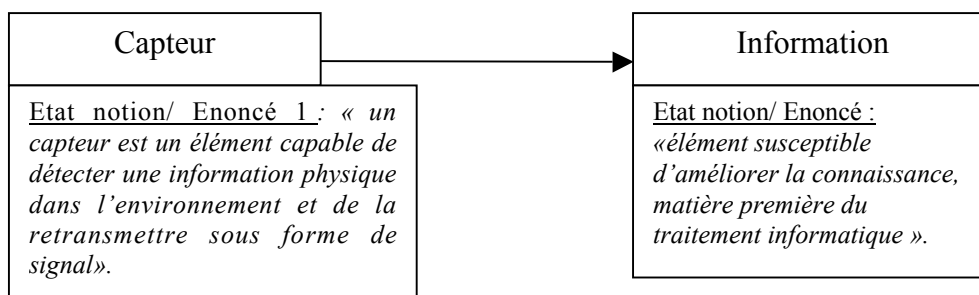 Capteur
Information
Etat notion/ Enoncé 1 : « un
capteur est un élément capable de
détecter une information physique
dans l’environnement et de la
retransmettre sous forme de
signal».
Etat notion/ Enoncé :
«élément susceptible
d’améliorer la connaissance,
matière première du
traitement informatique ».